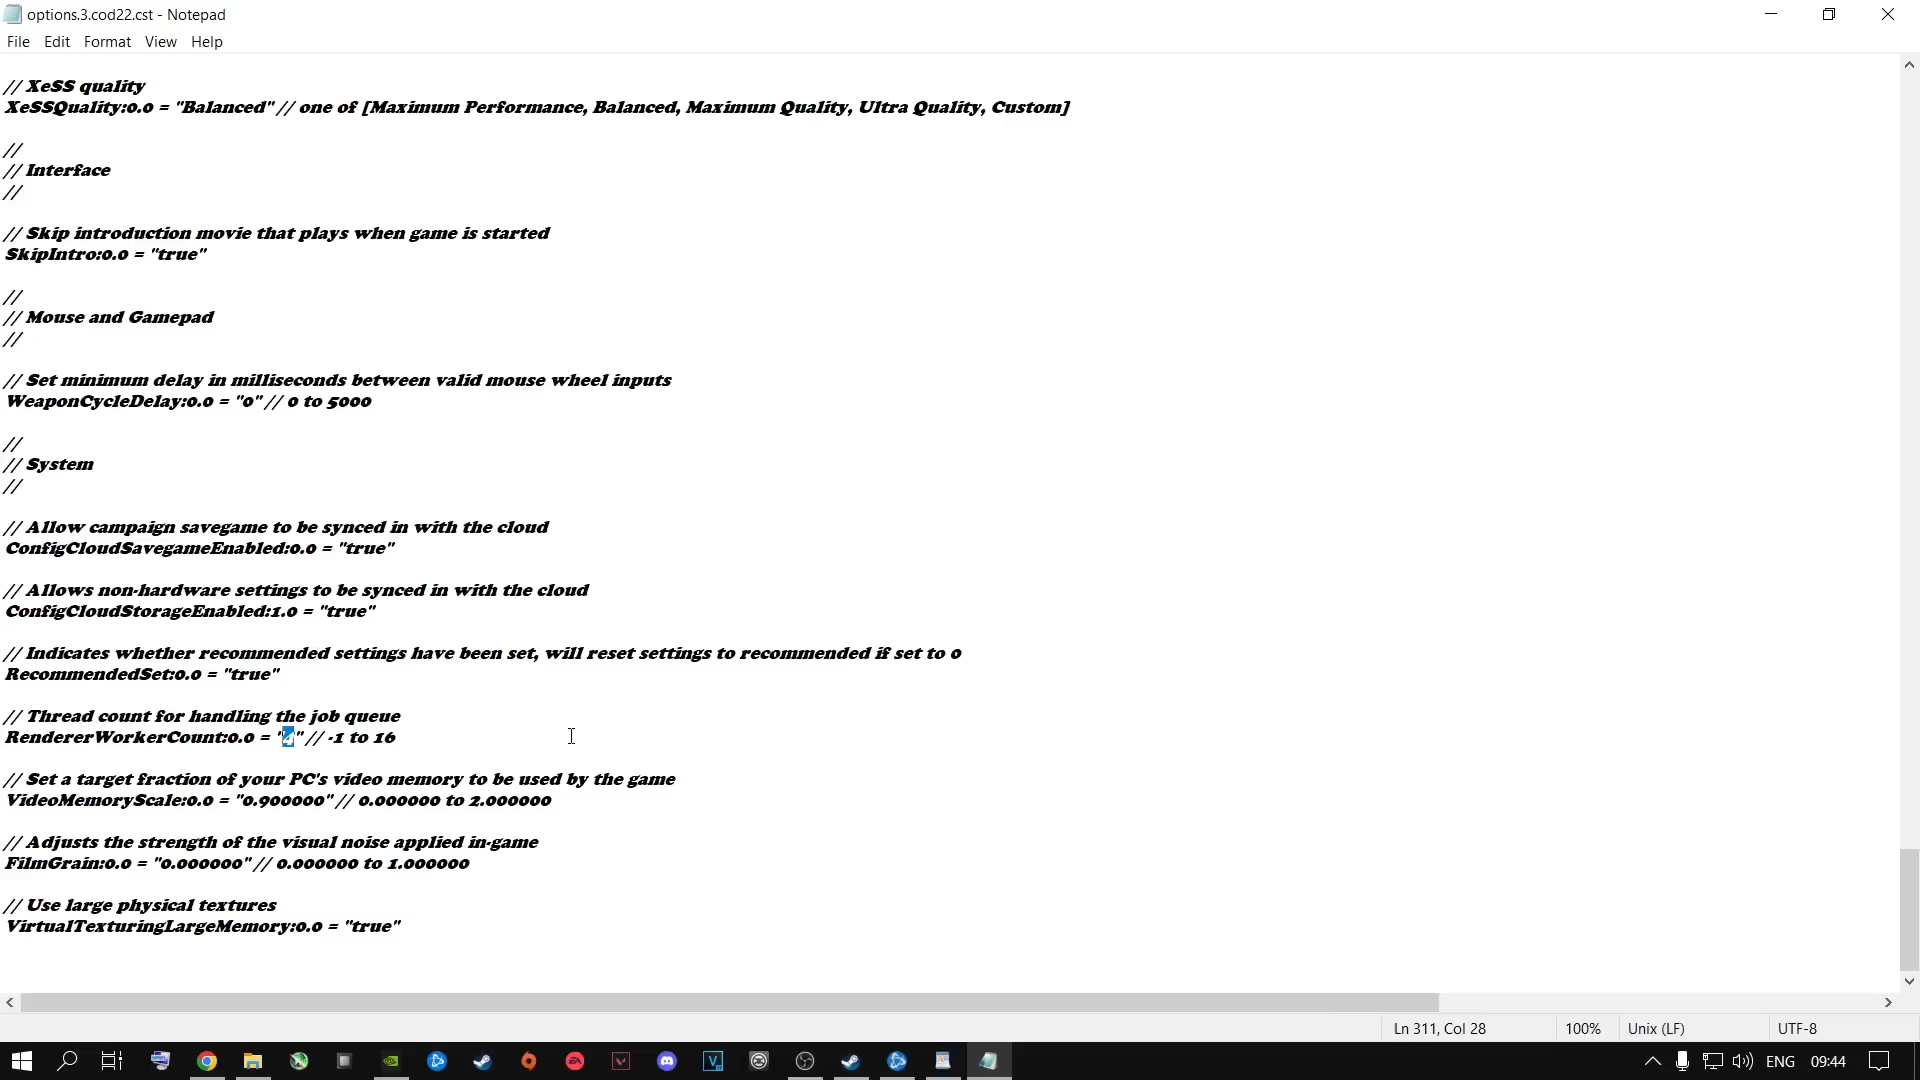 options.3.cod22.cst - Notepad
File Edit Format View Help
// XeSS quality
XeSSQuality:0.0 = "Balanced" // one of [Maximum Performance, Balanced, Maximum Quality, Ultra Quality, Custom]
//
// Interface
//
// Skip introduction movie that plays when game is started
SkipIntro:0.0 = "true"
//
// Mouse and Gamepad
//
// Set minimum delay in milliseconds between valid mouse wheel inputs
WeaponCycleDelay:0.0 = "0" // 0 to 5000
//
// System
//
// Allow campaign savegame to be synced in with the cloud
ConfigCloudSavegameEnabled:0.0 = "true"
// Allows non-hardware settings to be synced in with the cloud
ConfigCloudStorageEnabled:1.0 = "true"
// Indicates whether recommended settings have been set, will reset settings to recommended if set to 0
RecommendedSet:0.0 = "true"
// Thread count for handling the job queue
RendererWorkerCount:0.0 = "4" // -1 to 16
// Set a target fraction of your PC's video memory to be used by the game
VideoMemoryScale:0.0 = "0.900000" // 0.000000 to 2.000000
// Adjusts the strength of the visual noise applied in-game
FilmGrain:0.0 = "0.000000" // 0.000000 to 1.000000
// Use large physical textures
VirtualTexturingLargeMemory:0.0 = "true"
Ln 311, Col 28 100% Unix (LF) UTF-8
ENG 09:44